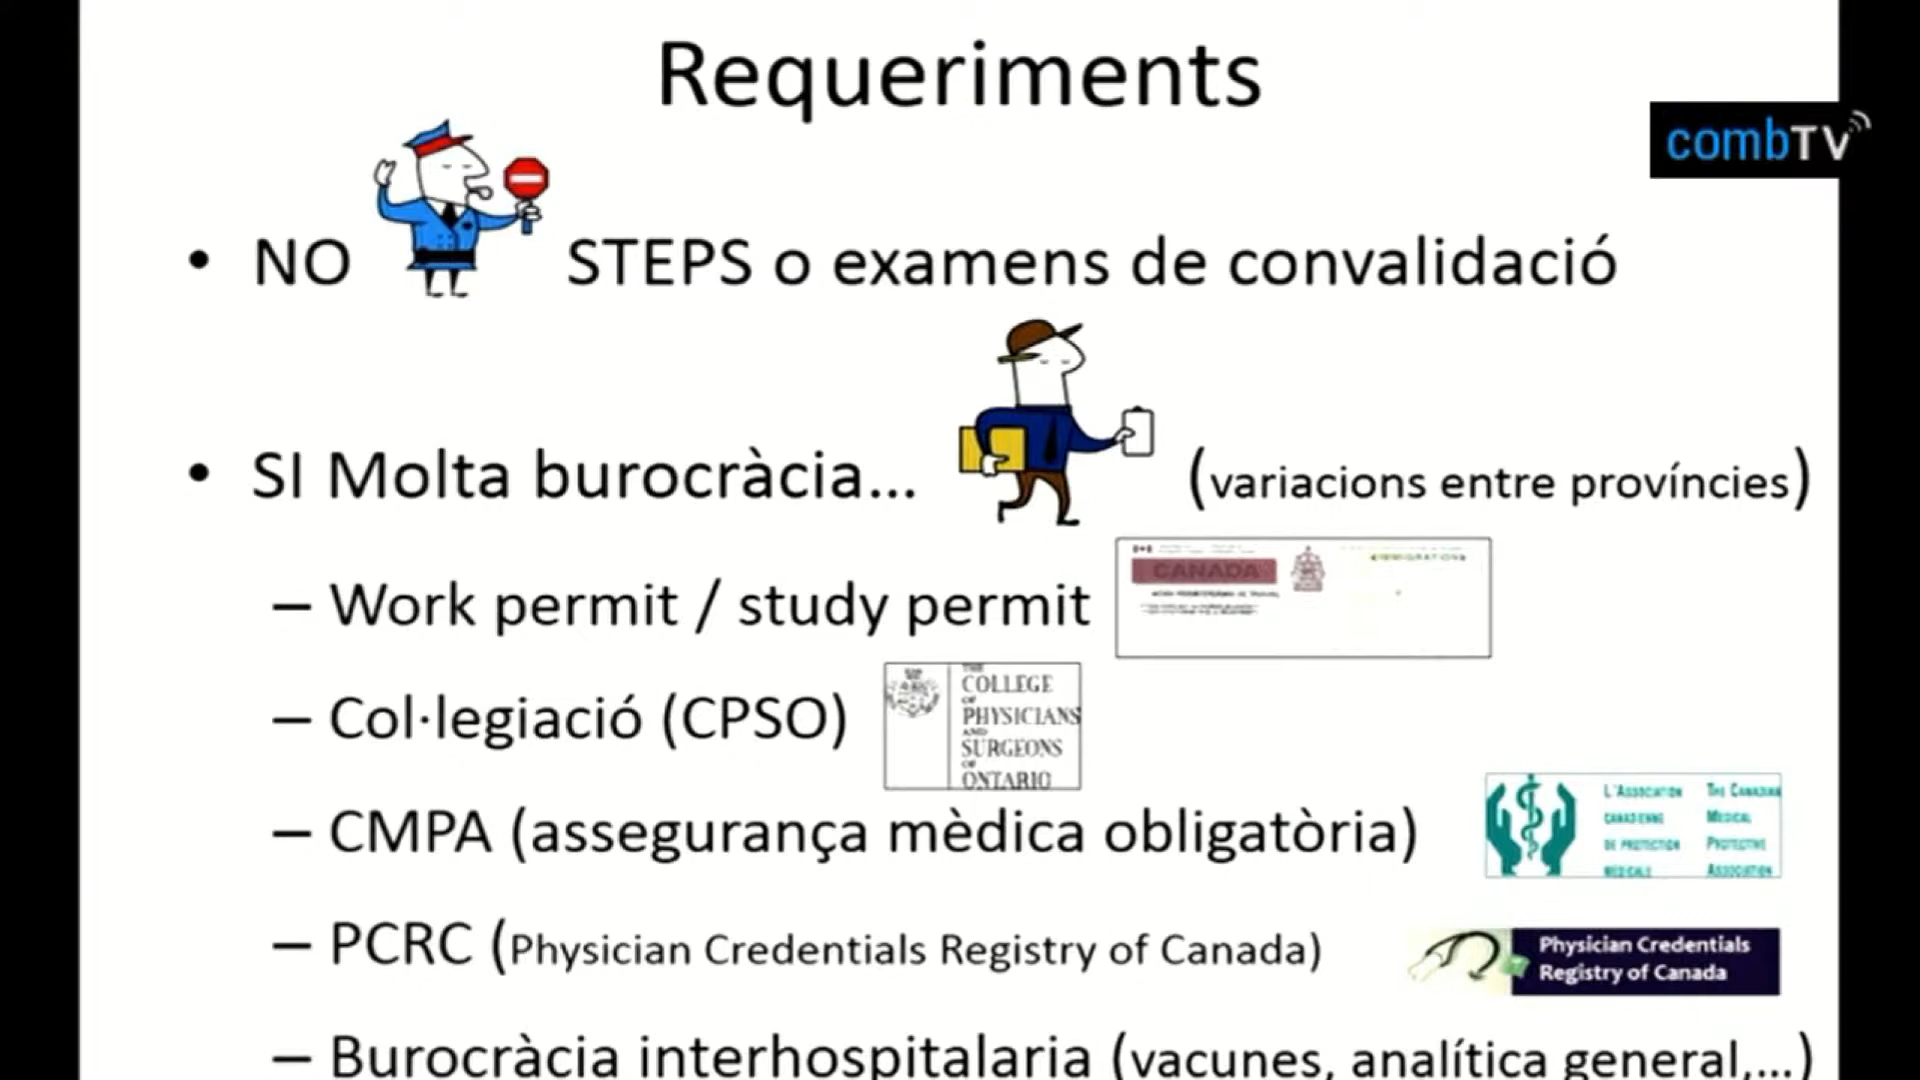 Requeriments
combTV
• NO STEPS o examens de convalidació
• SI Molta burocràcia... (variacions entre províncies)
– Work permit / study permit
CANADA
– Col·legiació (CPSO)
THE
COLLEGE
OF
PHYSICIANS
AND
SURGEONS
OF
ONTARIO
– CMPA (assegurança mèdica obligatòria)
L'ASSOCIATION
CANADIENNE
DE PROTECTION
MÉDICALE
THE CANADIAN
MEDICAL
PROTECTIVE
ASSOCIATION
– PCRC (Physician Credentials Registry of Canada)
Physician Credentials
Registry of Canada
– Burocràcia interhospitalaria (vacunes, analítica general,...)